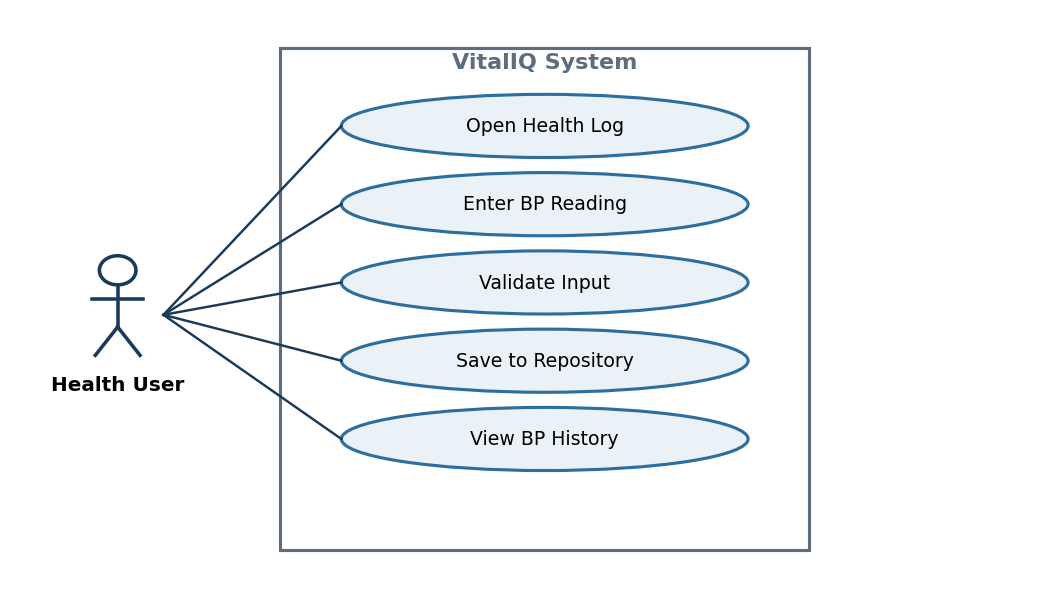 VitalIQ System
Open Health Log
Enter BP Reading
Validate Input
Save to Repository
View BP History
Health User